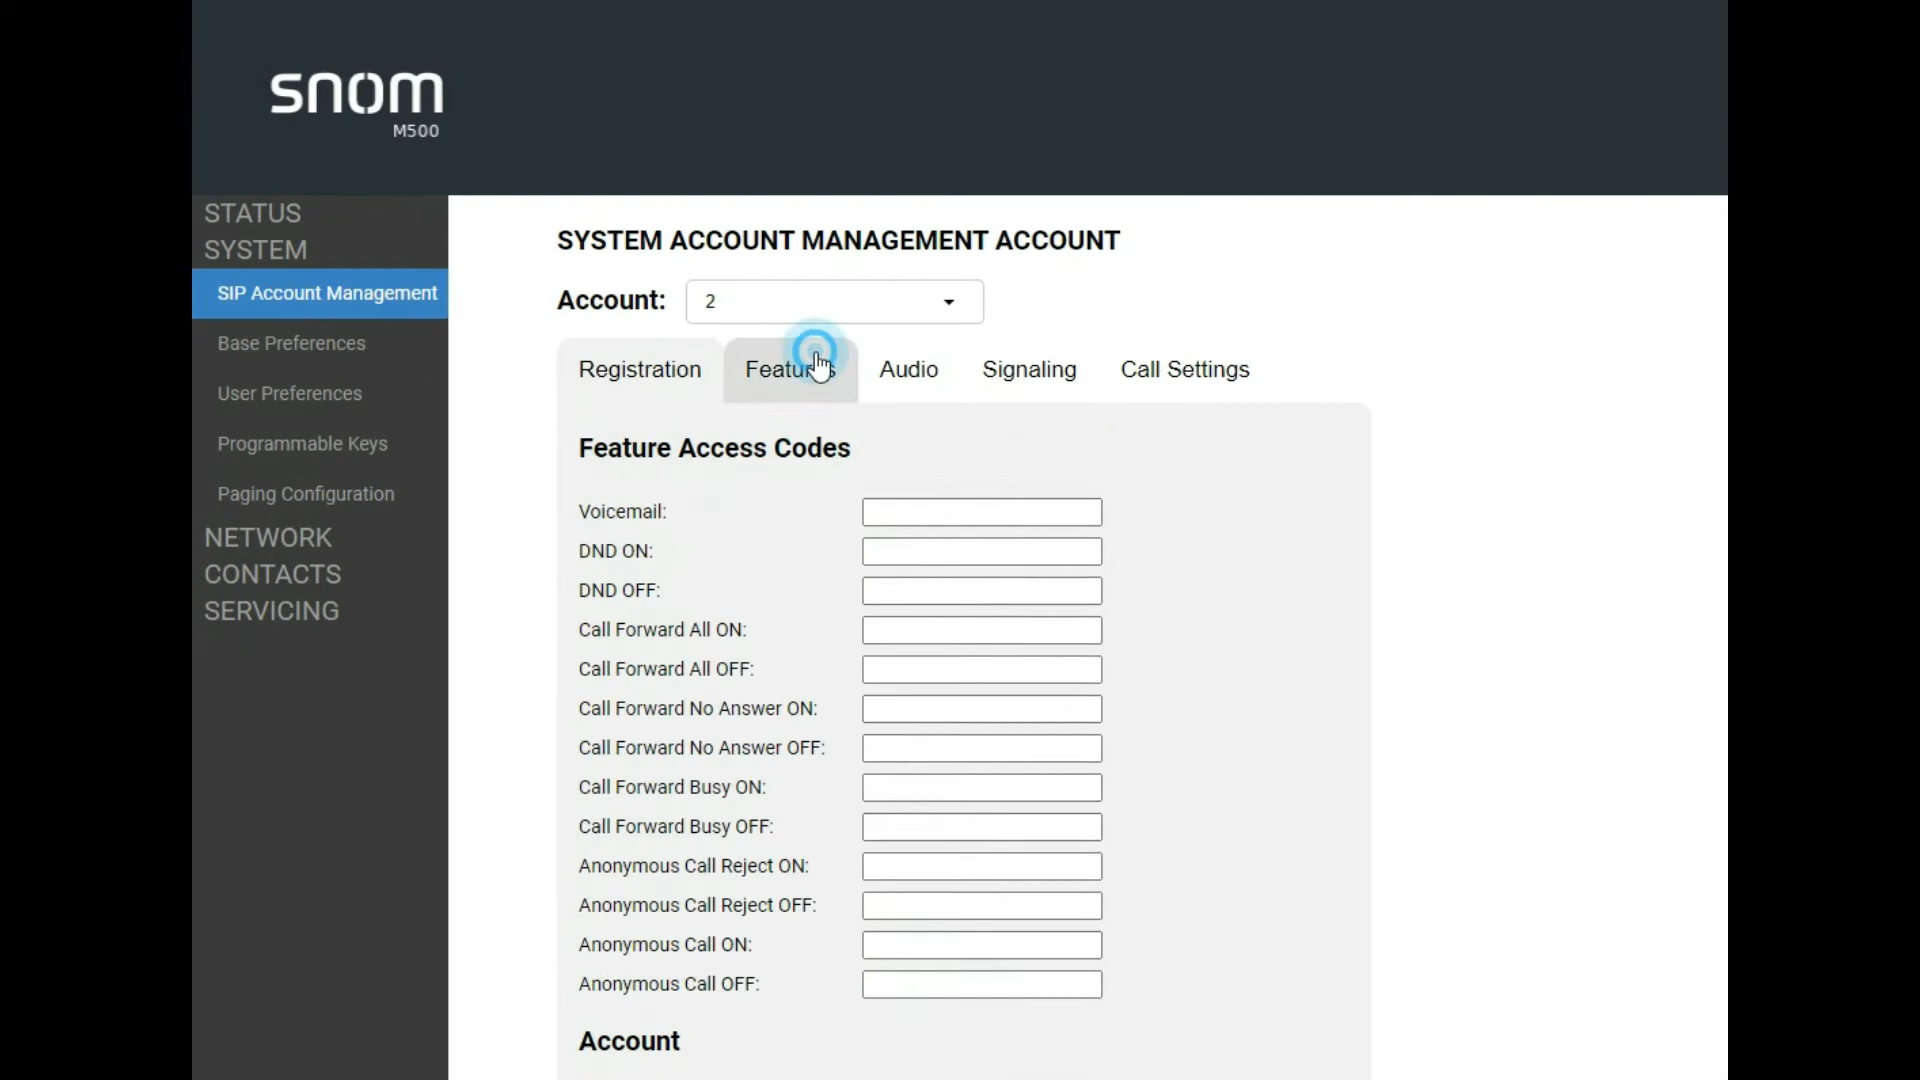 snom
M500
STATUS
SYSTEM
SIP Account Management
Base Preferences
User Preferences
Programmable Keys
Paging Configuration
NETWORK
CONTACTS
SERVICING
SYSTEM ACCOUNT MANAGEMENT ACCOUNT
Account: 2
Registration Features Audio Signaling Call Settings
Feature Access Codes
Voicemail:
DND ON:
DND OFF:
Call Forward All ON:
Call Forward All OFF:
Call Forward No Answer ON:
Call Forward No Answer OFF:
Call Forward Busy ON:
Call Forward Busy OFF:
Anonymous Call Reject ON:
Anonymous Call Reject OFF:
Anonymous Call ON:
Anonymous Call OFF:
Account